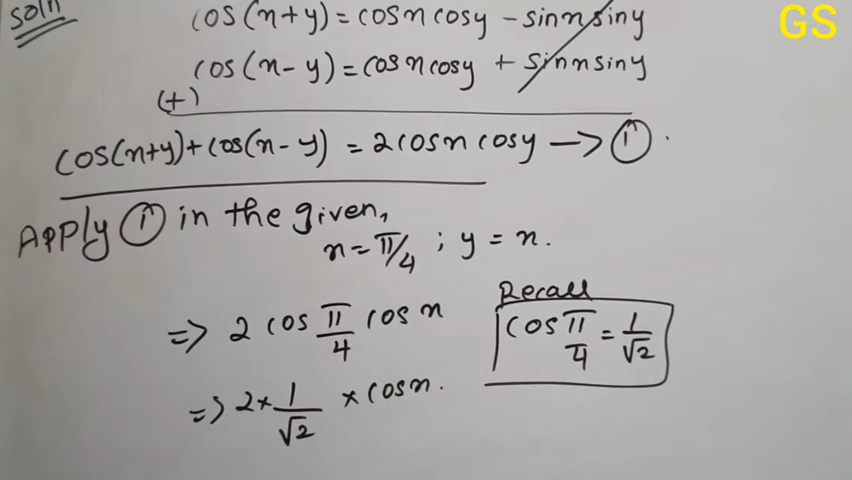 Soln
GS
cos(x+y) = cosx cosy - sinx siny
cos(x-y) = cosx cosy + sinx siny
(+)
cos(x+y)+cos(x-y) = 2cosx cosy → ①
Apply ① in the given,
x = π/4 ; y = x.
⇒ 2 cos π/4 cos x
Recall
cos π/4 = 1/√2
⇒ 2 × 1/√2 × cosx.